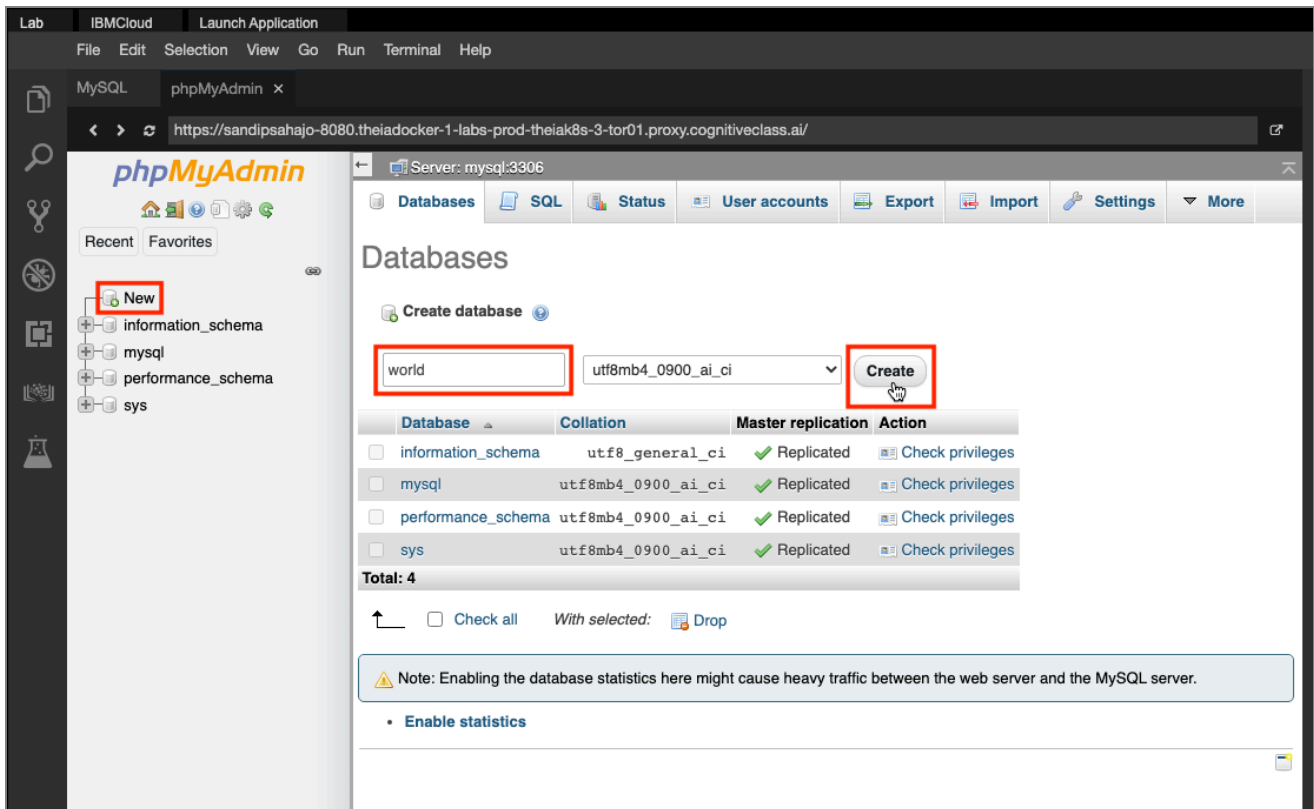 Lab IBMCloud Launch Application
File Edit Selection View Go Run Terminal Help
MySQL phpMyAdmin ×
https://sandipsahajo-8080.theiadocker-1-labs-prod-theiak8s-3-tor01.proxy.cognitiveclass.ai/
phpMyAdmin
Recent Favorites
New
information_schema
mysql
performance_schema
sys
Server: mysql:3306
Databases SQL Status User accounts Export Import Settings More
Databases
Create database
world utf8mb4_0900_ai_ci Create
Database Collation Master replication Action
information_schema utf8_general_ci Replicated Check privileges
mysql utf8mb4_0900_ai_ci Replicated Check privileges
performance_schema utf8mb4_0900_ai_ci Replicated Check privileges
sys utf8mb4_0900_ai_ci Replicated Check privileges
Total: 4
Check all With selected: Drop
Note: Enabling the database statistics here might cause heavy traffic between the web server and the MySQL server.
• Enable statistics